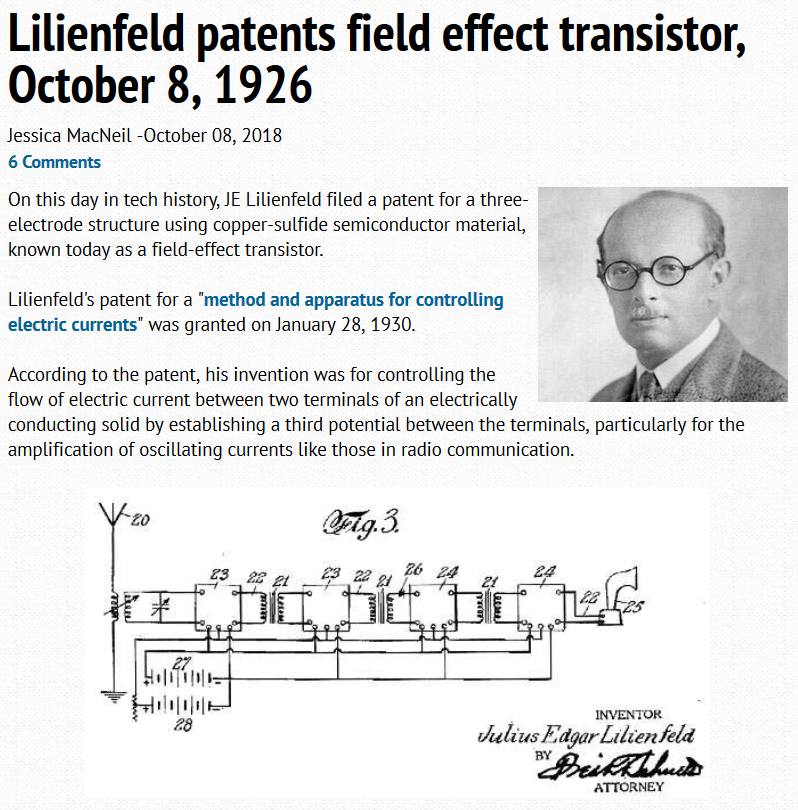 Lilienfeld patents field effect transistor,
October 8, 1926
Jessica MacNeil -October 08, 2018
6 Comments
On this day in tech history, JE Lilienfeld filed a patent for a three-
electrode structure using copper-sulfide semiconductor material,
known today as a field-effect transistor.
Lilienfeld's patent for a "method and apparatus for controlling
electric currents" was granted on January 28, 1930.
According to the patent, his invention was for controlling the
flow of electric current between two terminals of an electrically
conducting solid by establishing a third potential between the terminals, particularly for the
amplification of oscillating currents like those in radio communication.
20
Fig. 3.
23 22 21 23 22 21 26 24 21 24
22 25
27
28
INVENTOR
Julius Edgar Lilienfeld
BY
ATTORNEY